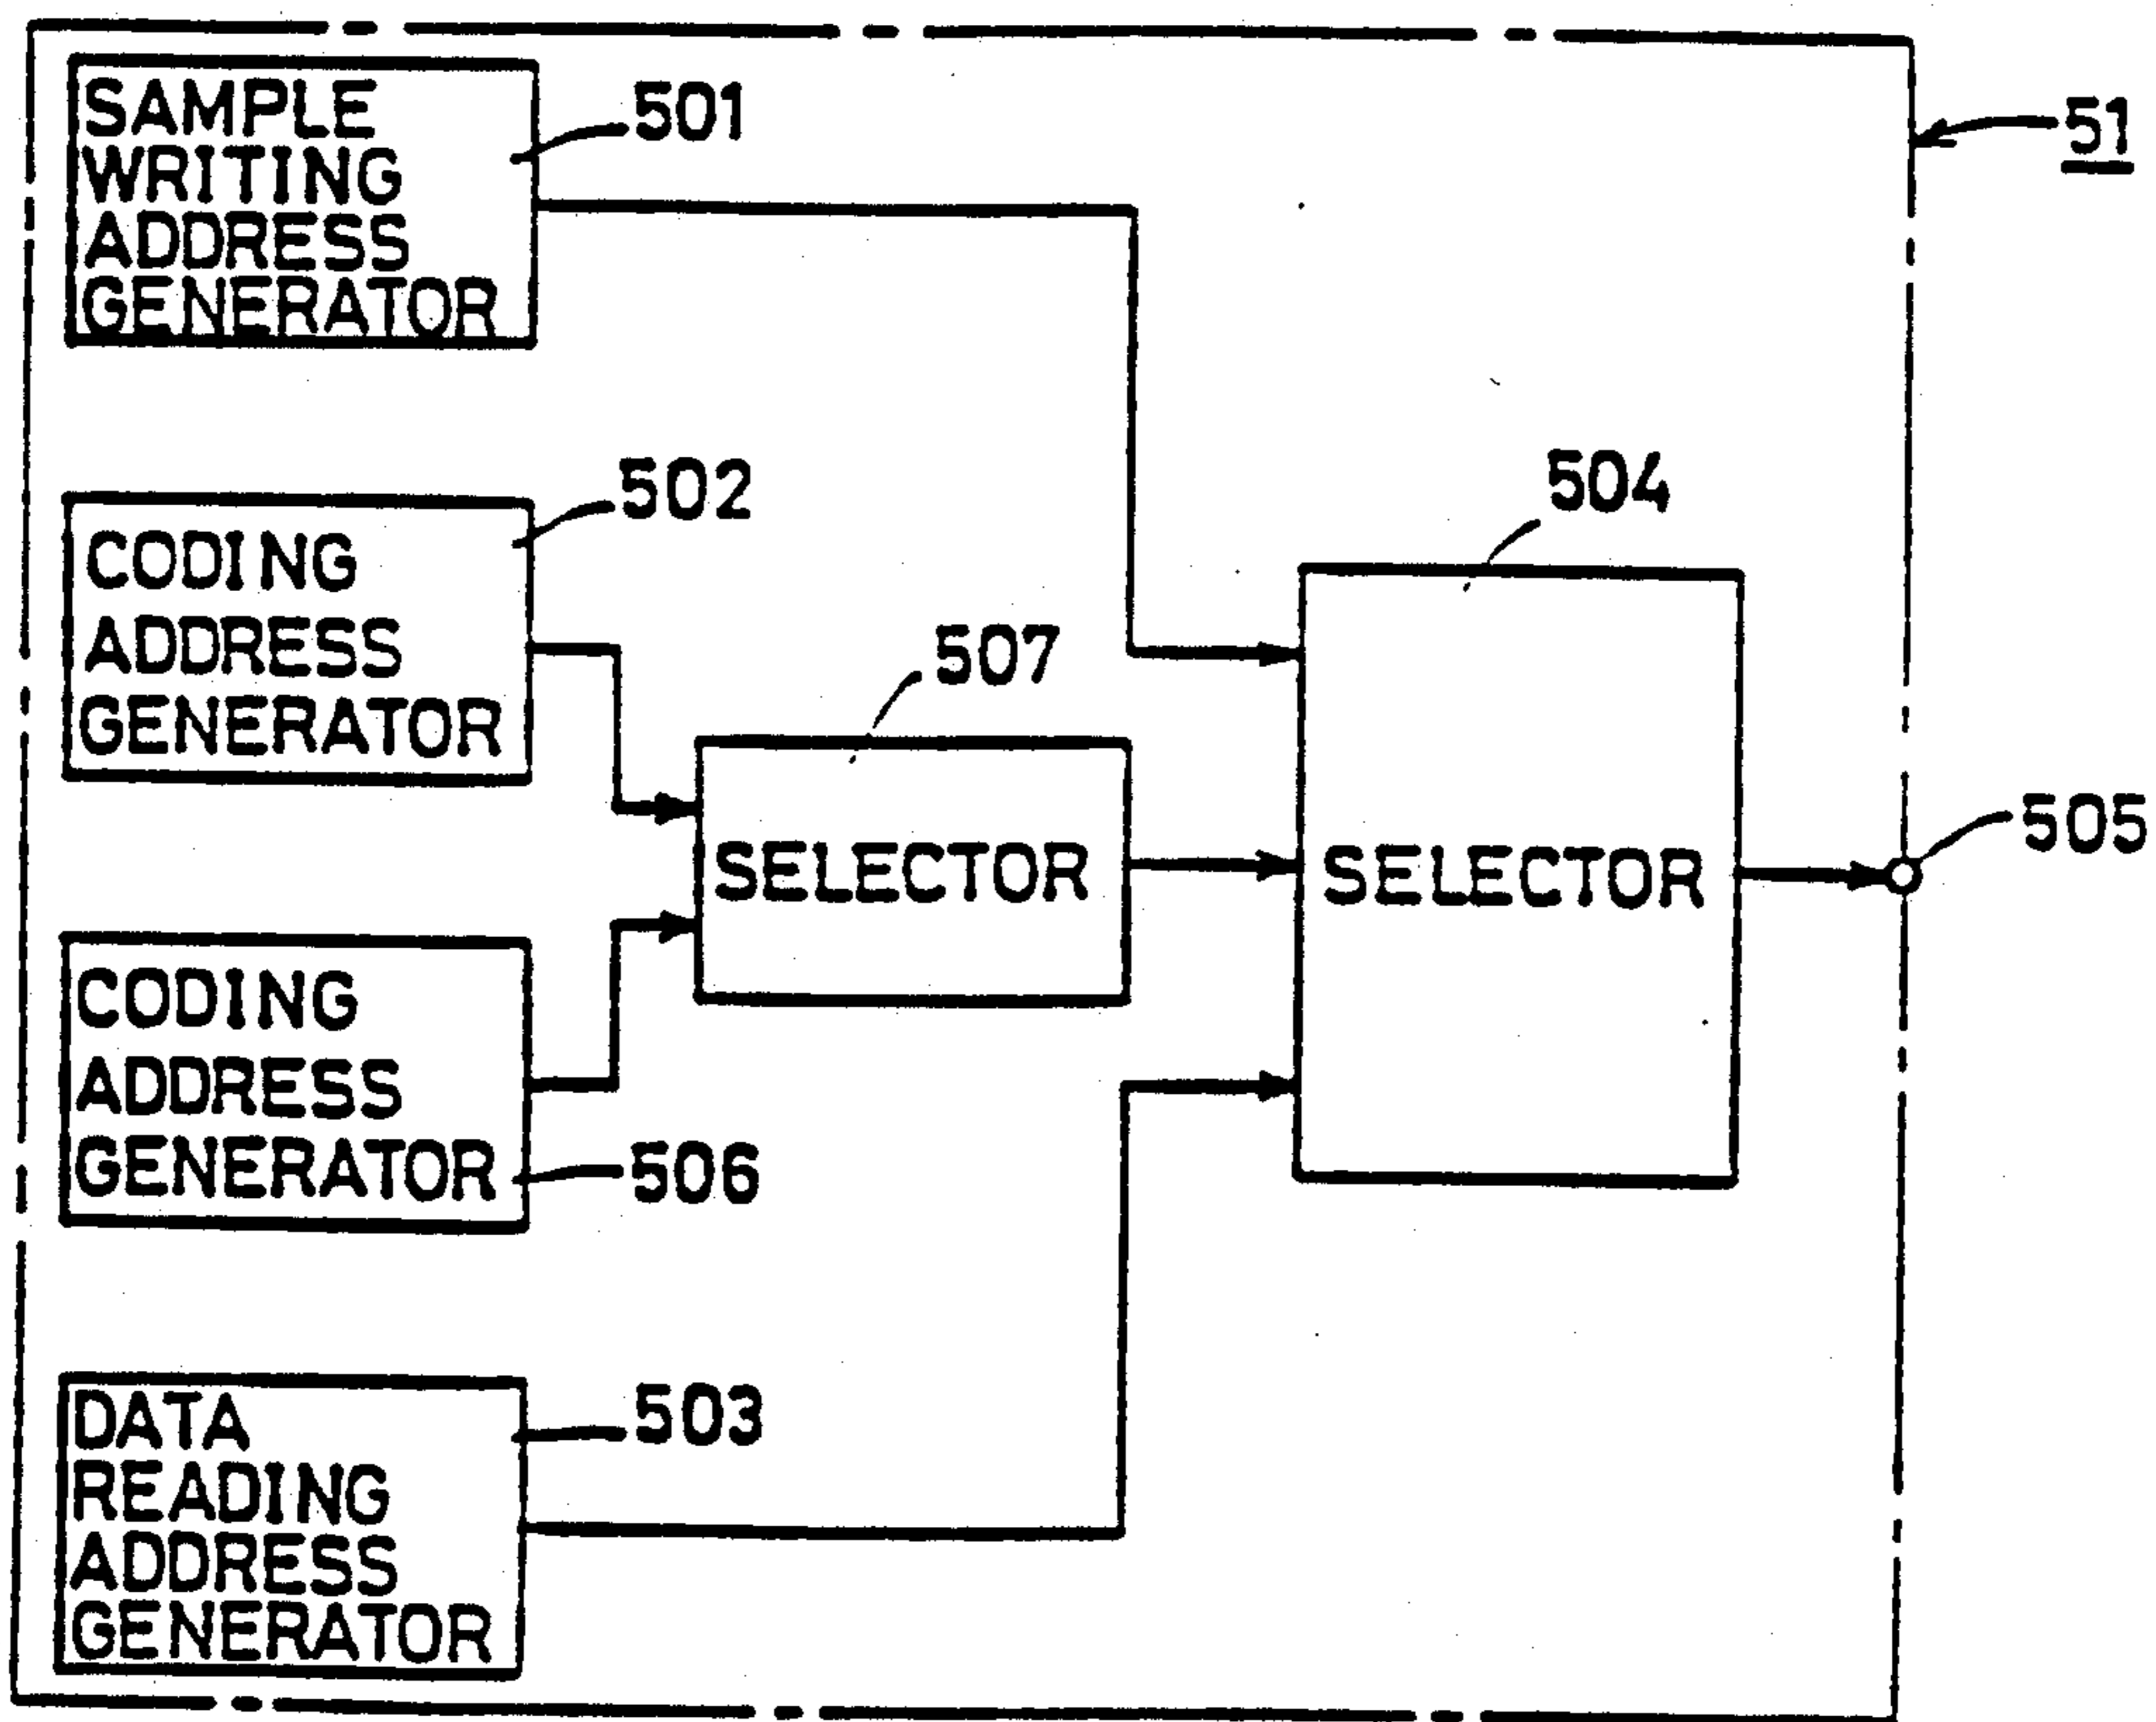 SAMPLE
WRITING
ADDRESS
GENERATOR
501
51
CODING
ADDRESS
GENERATOR
502
507
SELECTOR
504
SELECTOR
505
CODING
ADDRESS
GENERATOR
506
DATA
READING
ADDRESS
GENERATOR
503